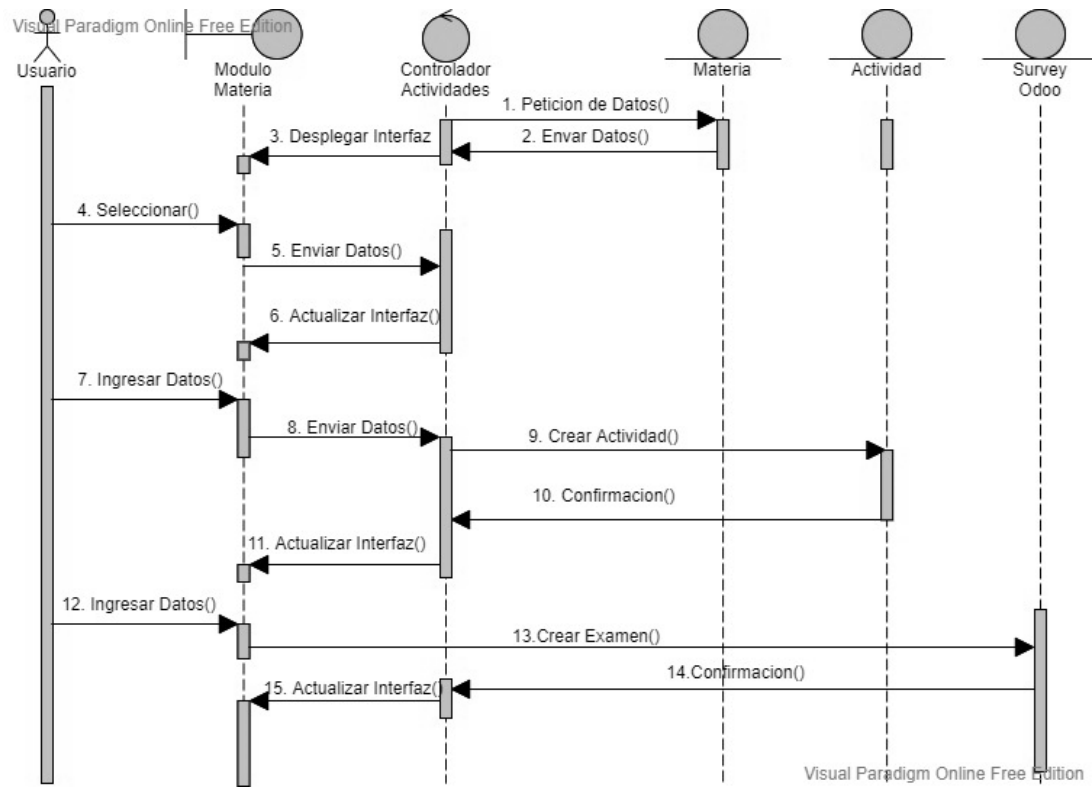 Visual Paradigm Online Free Edition
Usuario
Modulo
Materia
Controlador
Actividades
Materia
Actividad
Survey
Odoo
1. Peticion de Datos()
2. Envar Datos()
3. Desplegar Interfaz
4. Seleccionar()
5. Enviar Datos()
6. Actualizar Interfaz()
7. Ingresar Datos()
8. Enviar Datos()
9. Crear Actividad()
10. Confirmacion()
11. Actualizar Interfaz()
12. Ingresar Datos()
13.Crear Examen()
14.Confirmacion()
15. Actualizar Interfaz()
Visual Paradigm Online Free Edition